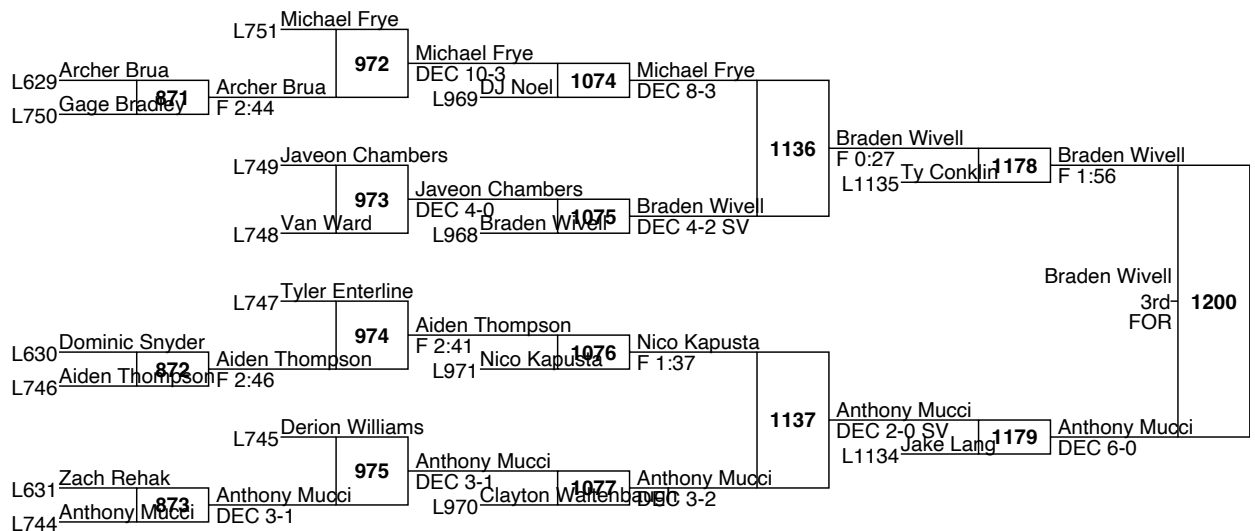 L751 Michael Frye
972
Michael Frye
DEC 10-3
L629 Archer Brua
871
L750 Gage Bradley
Archer Brua
F 2:44
L969 DJ Noel
1074
Michael Frye
DEC 8-3
L749 Javeon Chambers
973
L748 Van Ward
Javeon Chambers
DEC 4-0
L968 Braden Wivell
1075
Braden Wivell
DEC 4-2 SV
1136
Braden Wivell
F 0:27
L1135 Ty Conklin
1178
Braden Wivell
F 1:56
L747 Tyler Enterline
974
L630 Dominic Snyder
872
L746 Aiden Thompson
Aiden Thompson
F 2:46
Aiden Thompson
F 2:41
L971 Nico Kapusta
1076
Nico Kapusta
F 1:37
L745 Derion Williams
975
L631 Zach Rehak
873
L744 Anthony Mucci
Anthony Mucci
DEC 3-1
Anthony Mucci
DEC 3-1
L970 Clayton Waltenbaugh
1077
Anthony Mucci
DEC 3-2
1137
Anthony Mucci
DEC 2-0 SV
L1134 Jake Lang
1179
Anthony Mucci
DEC 6-0
Braden Wivell
3rd
FOR
1200